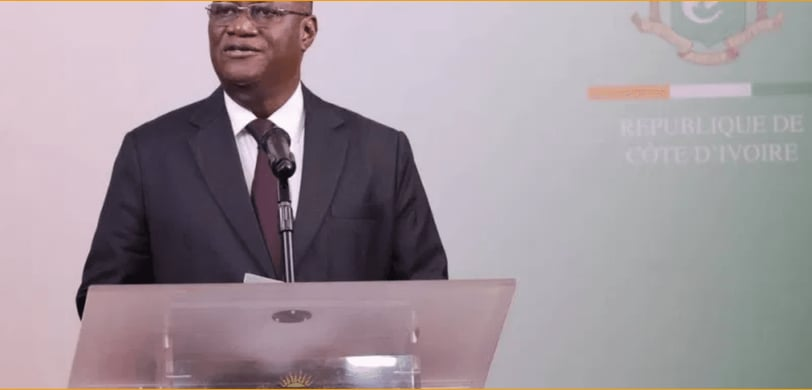 REPUBLIQUE DE
CÔTE D'IVOIRE